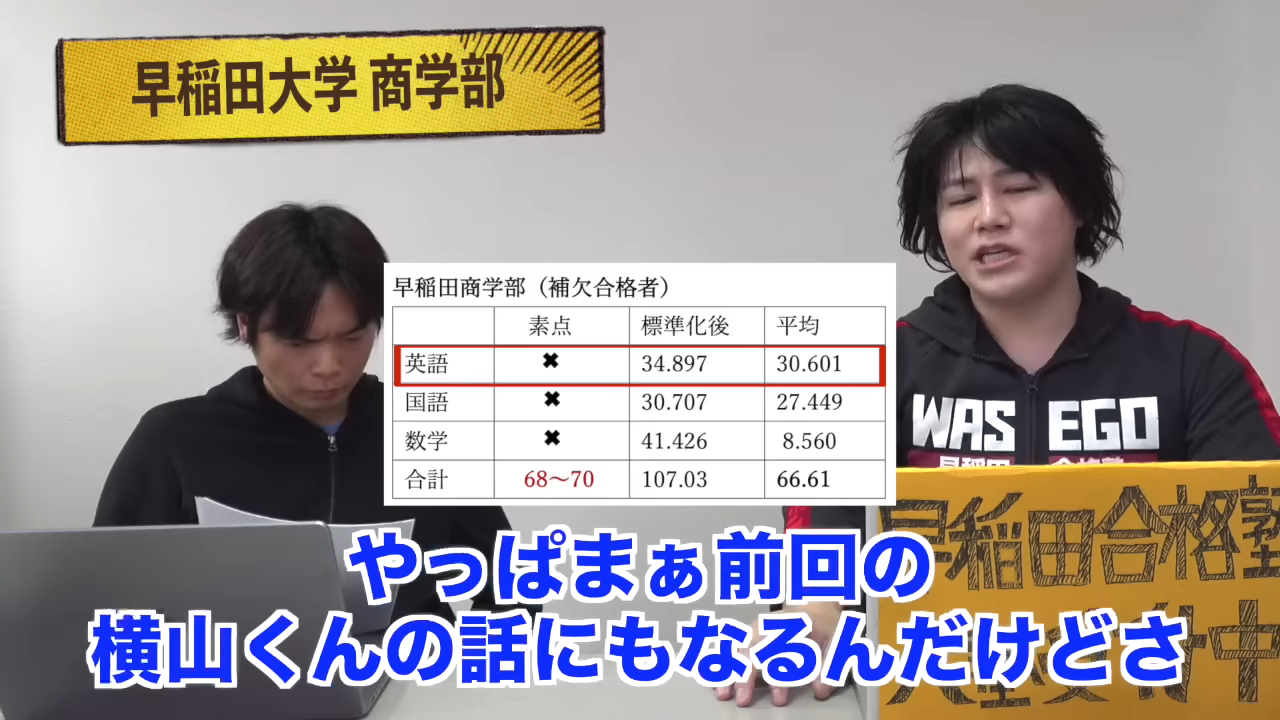 早稲田大学 商学部
早稲田商学部（補欠合格者）
素点 標準化後 平均
英語 ✖ 34.897 30.601
国語 ✖ 30.707 27.449
数学 ✖ 41.426 8.560
合計 68〜70 107.03 66.61
WAS EGO
早稲田合格塾
やっぱまぁ前回の
横山くんの話にもなるんだけどさ